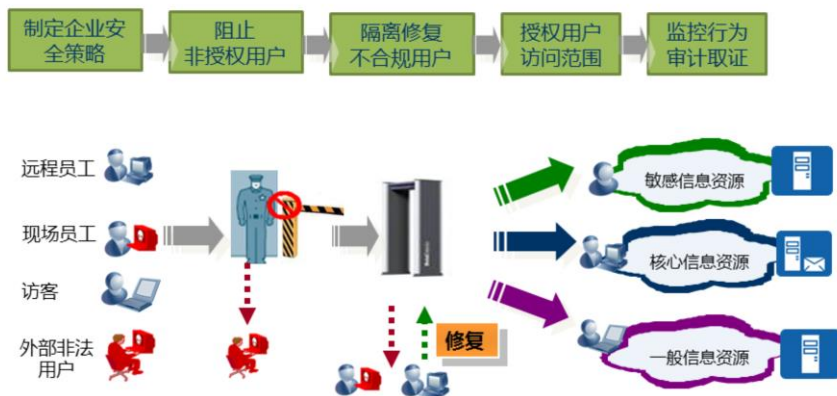 制定企业安
全策略
阻止
非授权用户
隔离修复
不合规用户
授权用户
访问范围
监控行为
审计取证
远程员工
现场员工
访客
外部非法
用户
修复
敏感信息资源
核心信息资源
一般信息资源